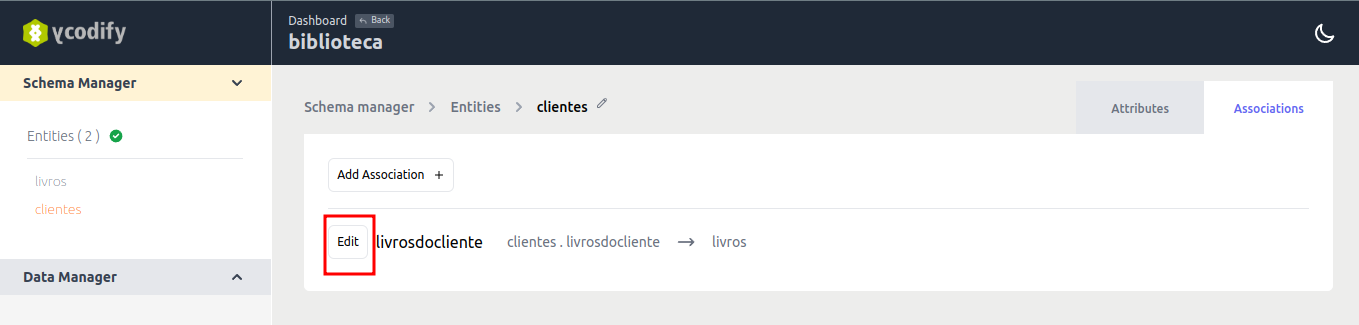 ycodify
Dashboard Back
biblioteca
Schema Manager
Entities ( 2 )
livros
clientes
Data Manager
Schema manager Entities clientes
Attributes
Associations
Add Association +
Edit livrosdocliente clientes . livrosdocliente → livros